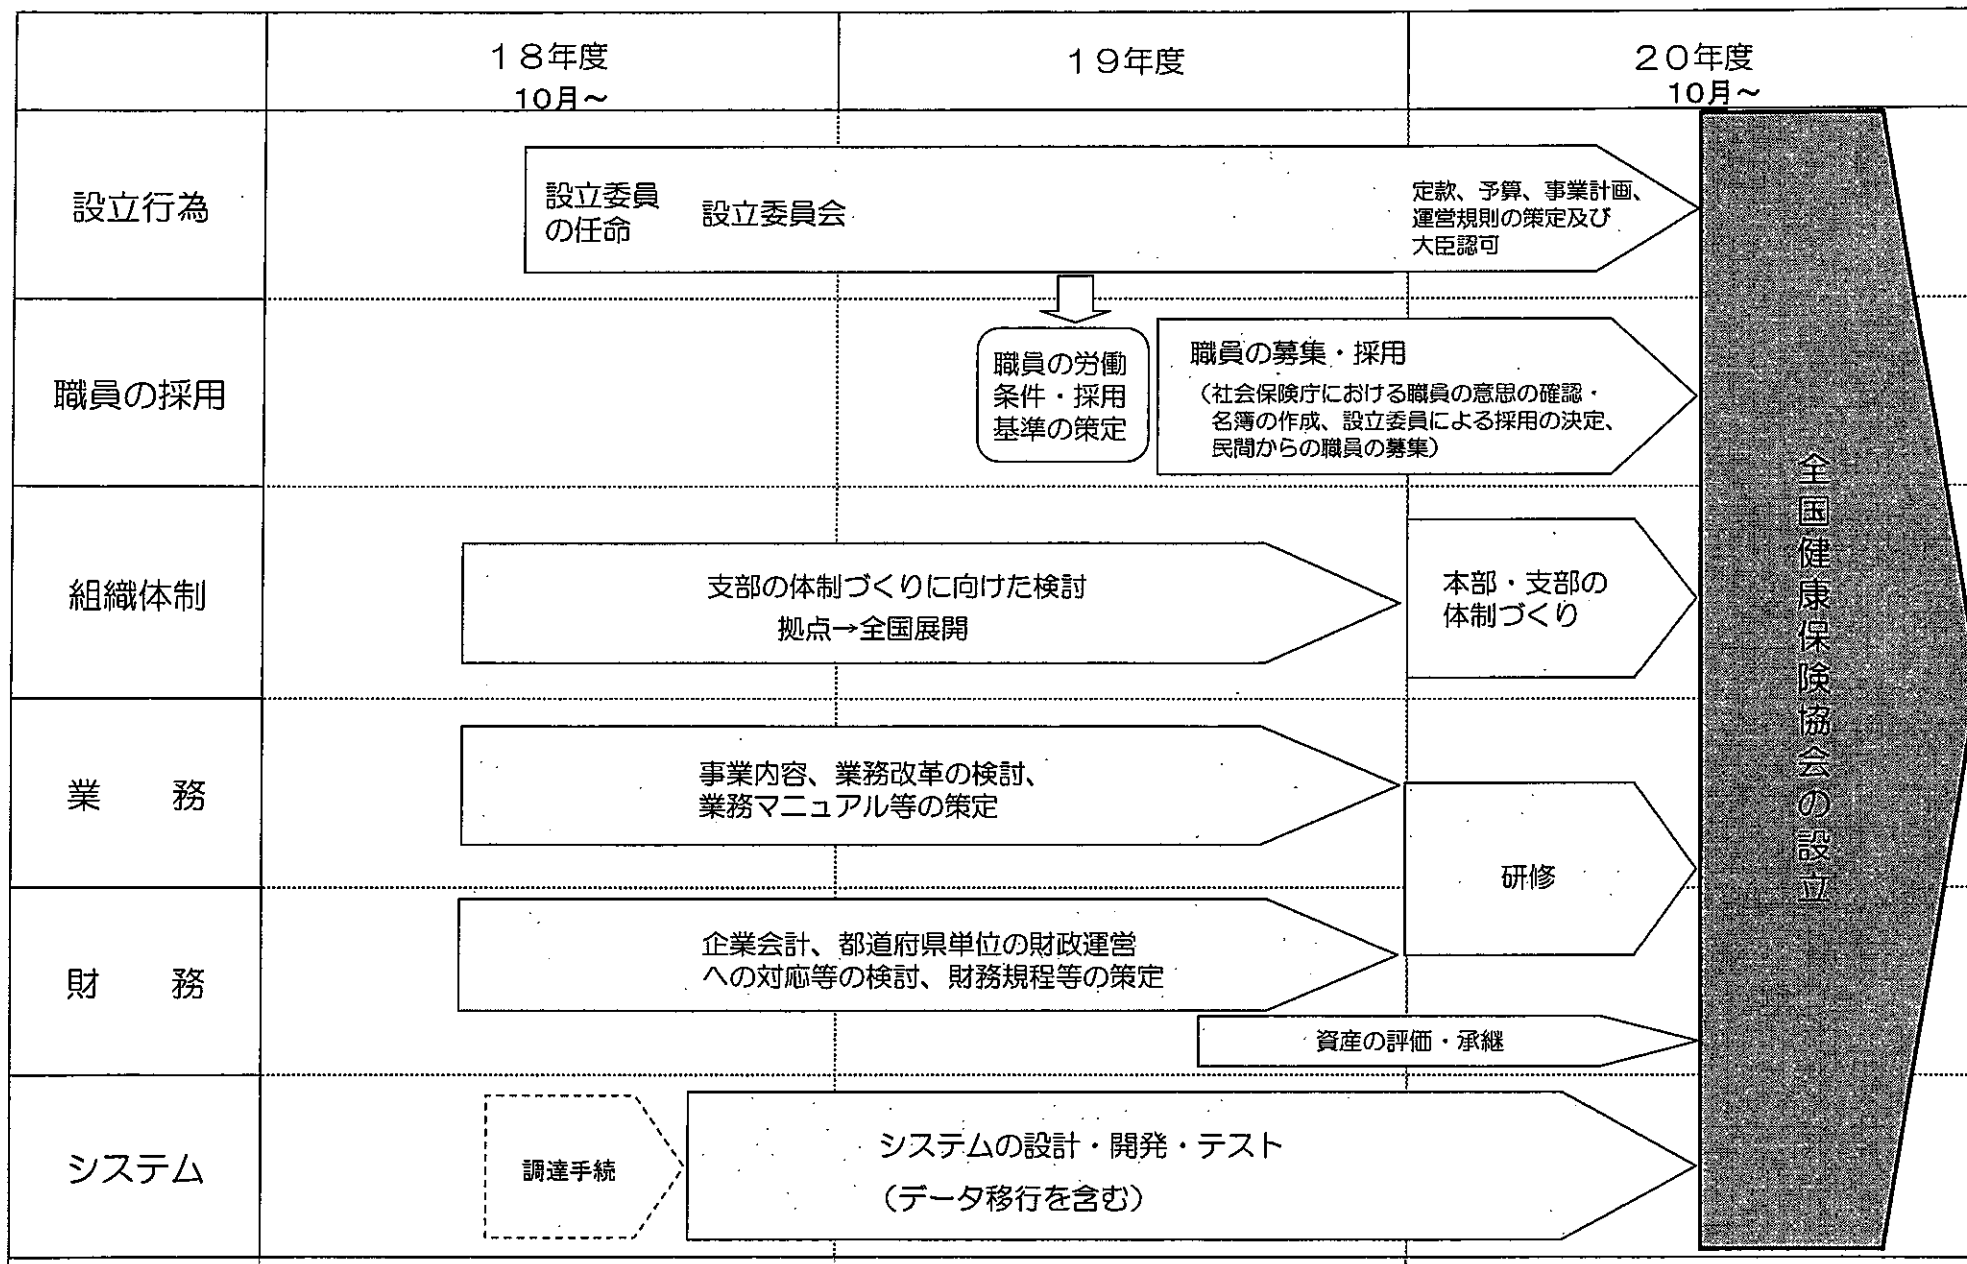 18年度
10月～
19年度
20年度
10月～
設立行為
設立委員
の任命
設立委員会
定款、予算、事業計画、
運営規則の策定及び
大臣認可
職員の採用
職員の労働
条件・採用
基準の策定
職員の募集・採用
（社会保険庁における職員の意思の確認・
名簿の作成、設立委員による採用の決定、
民間からの職員の募集）
組織体制
支部の体制づくりに向けた検討
拠点→全国展開
本部・支部の
体制づくり
業　務
事業内容、業務改革の検討、
業務マニュアル等の策定
研修
財　務
企業会計、都道府県単位の財政運営
への対応等の検討、財務規程等の策定
資産の評価・承継
システム
調達手続
システムの設計・開発・テスト
（データ移行を含む）
全国健康保険協会の設立